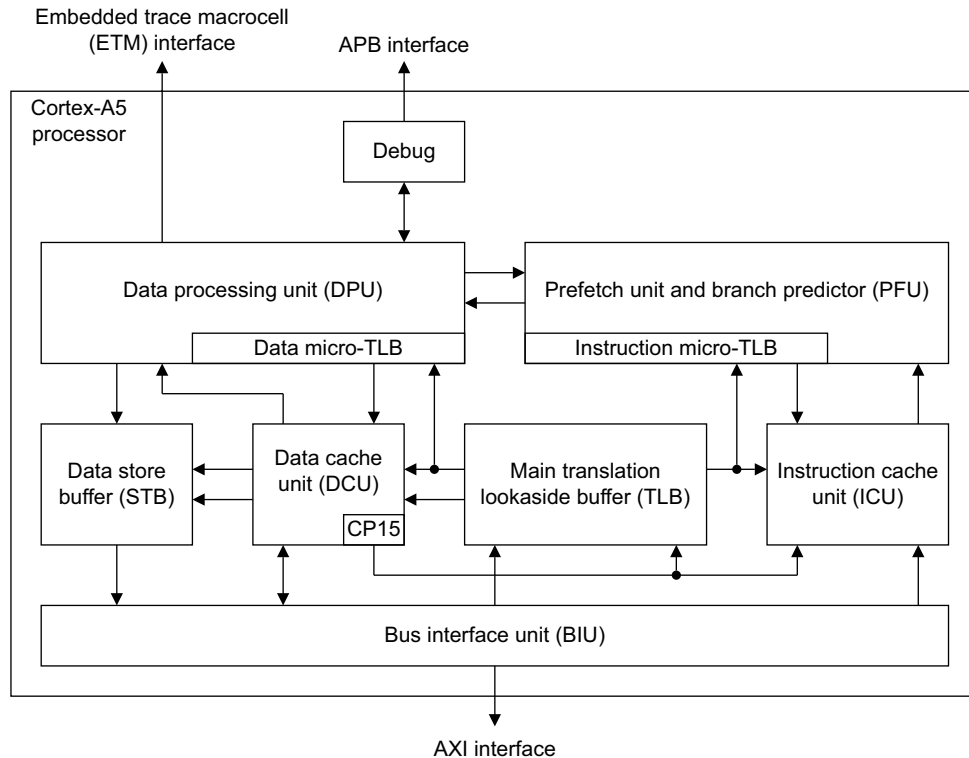 Embedded trace macrocell
(ETM) interface
APB interface
Cortex-A5
processor
Debug
Data processing unit (DPU)
Prefetch unit and branch predictor (PFU)
Data micro-TLB
Instruction micro-TLB
Data store
buffer (STB)
Data cache
unit (DCU)
CP15
Main translation
lookaside buffer (TLB)
Instruction cache
unit (ICU)
Bus interface unit (BIU)
AXI interface